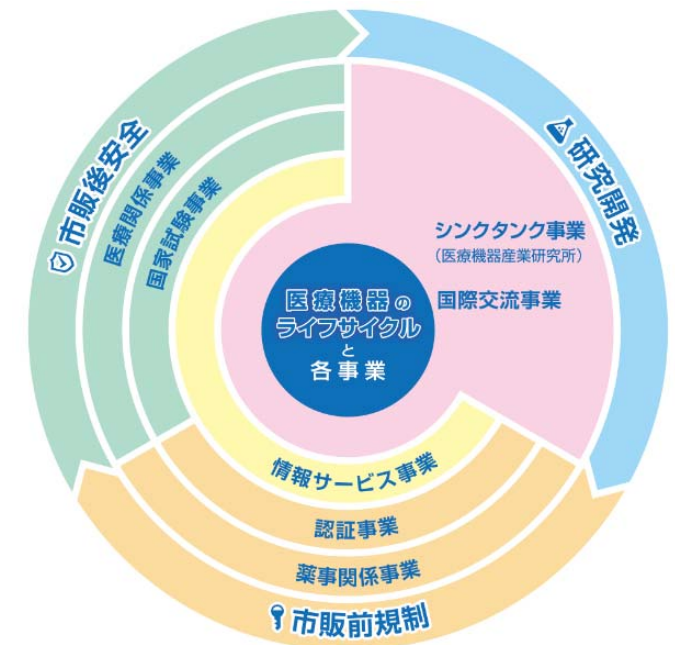 市販後安全
医療関係事業
国家試験事業
研究開発
シンクタンク事業
（医療機器産業研究所）
国際交流事業
医療機器の
ライフサイクル
と
各事業
情報サービス事業
認証事業
薬事関係事業
市販前規制